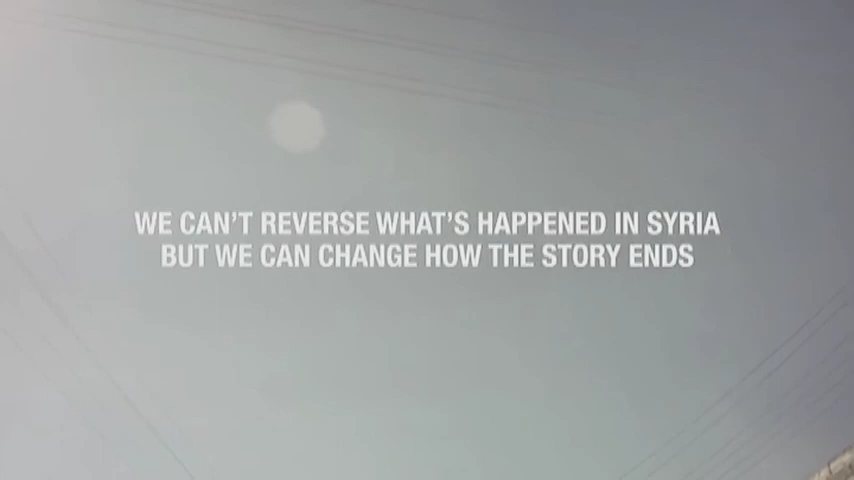 WE CAN'T REVERSE WHAT'S HAPPENED IN SYRIA
BUT WE CAN CHANGE HOW THE STORY ENDS